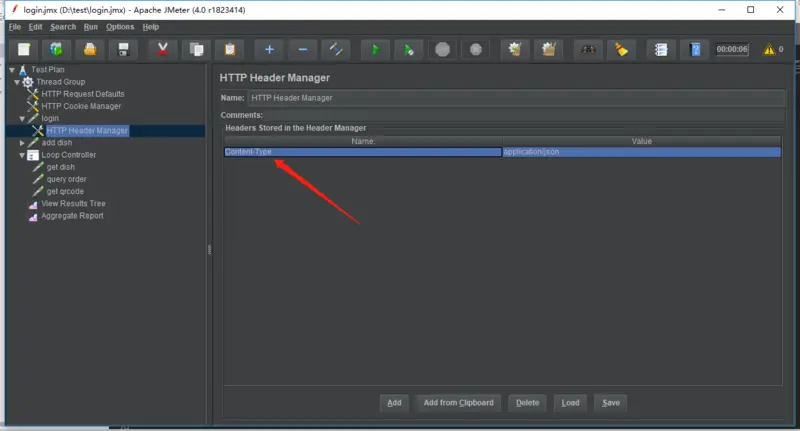 login.jmx (D:\test\login.jmx) - Apache JMeter (4.0 r1823414)
File Edit Search Run Options Help
00:00:06 0
Test Plan
Thread Group
HTTP Request Defaults
HTTP Cookie Manager
login
HTTP Header Manager
add dish
Loop Controller
get dish
query order
get qrcode
View Results Tree
Aggregate Report
HTTP Header Manager
Name: HTTP Header Manager
Comments:
Headers Stored in the Header Manager
Name: Value
Content-Type application/json
Add Add from Clipboard Delete Load Save